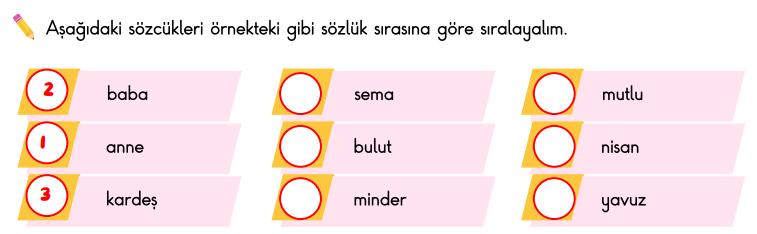 Aşağıdaki sözcükleri örnekteki gibi sözlük sırasına göre sıralayalım.
2 baba
1 anne
3 kardeş
sema
bulut
minder
mutlu
nisan
yavuz